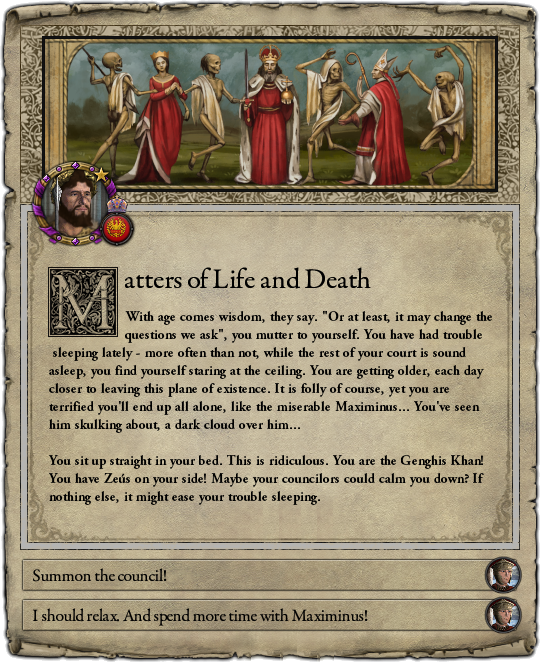 Matters of Life and Death
With age comes wisdom, they say. "Or at least, it may change the
questions we ask", you mutter to yourself. You have had trouble
sleeping lately - more often than not, while the rest of your court is sound
asleep, you find yourself staring at the ceiling. You are getting older, each day
closer to leaving this plane of existence. It is folly of course, yet you are
terrified you'll end up all alone, like the miserable Maximinus... You've seen
him skulking about, a dark cloud over him...
You sit up straight in your bed. This is ridiculous. You are the Genghis Khan!
You have Zeús on your side! Maybe your councilors could calm you down? If
nothing else, it might ease your trouble sleeping.
Summon the council!
I should relax. And spend more time with Maximinus!